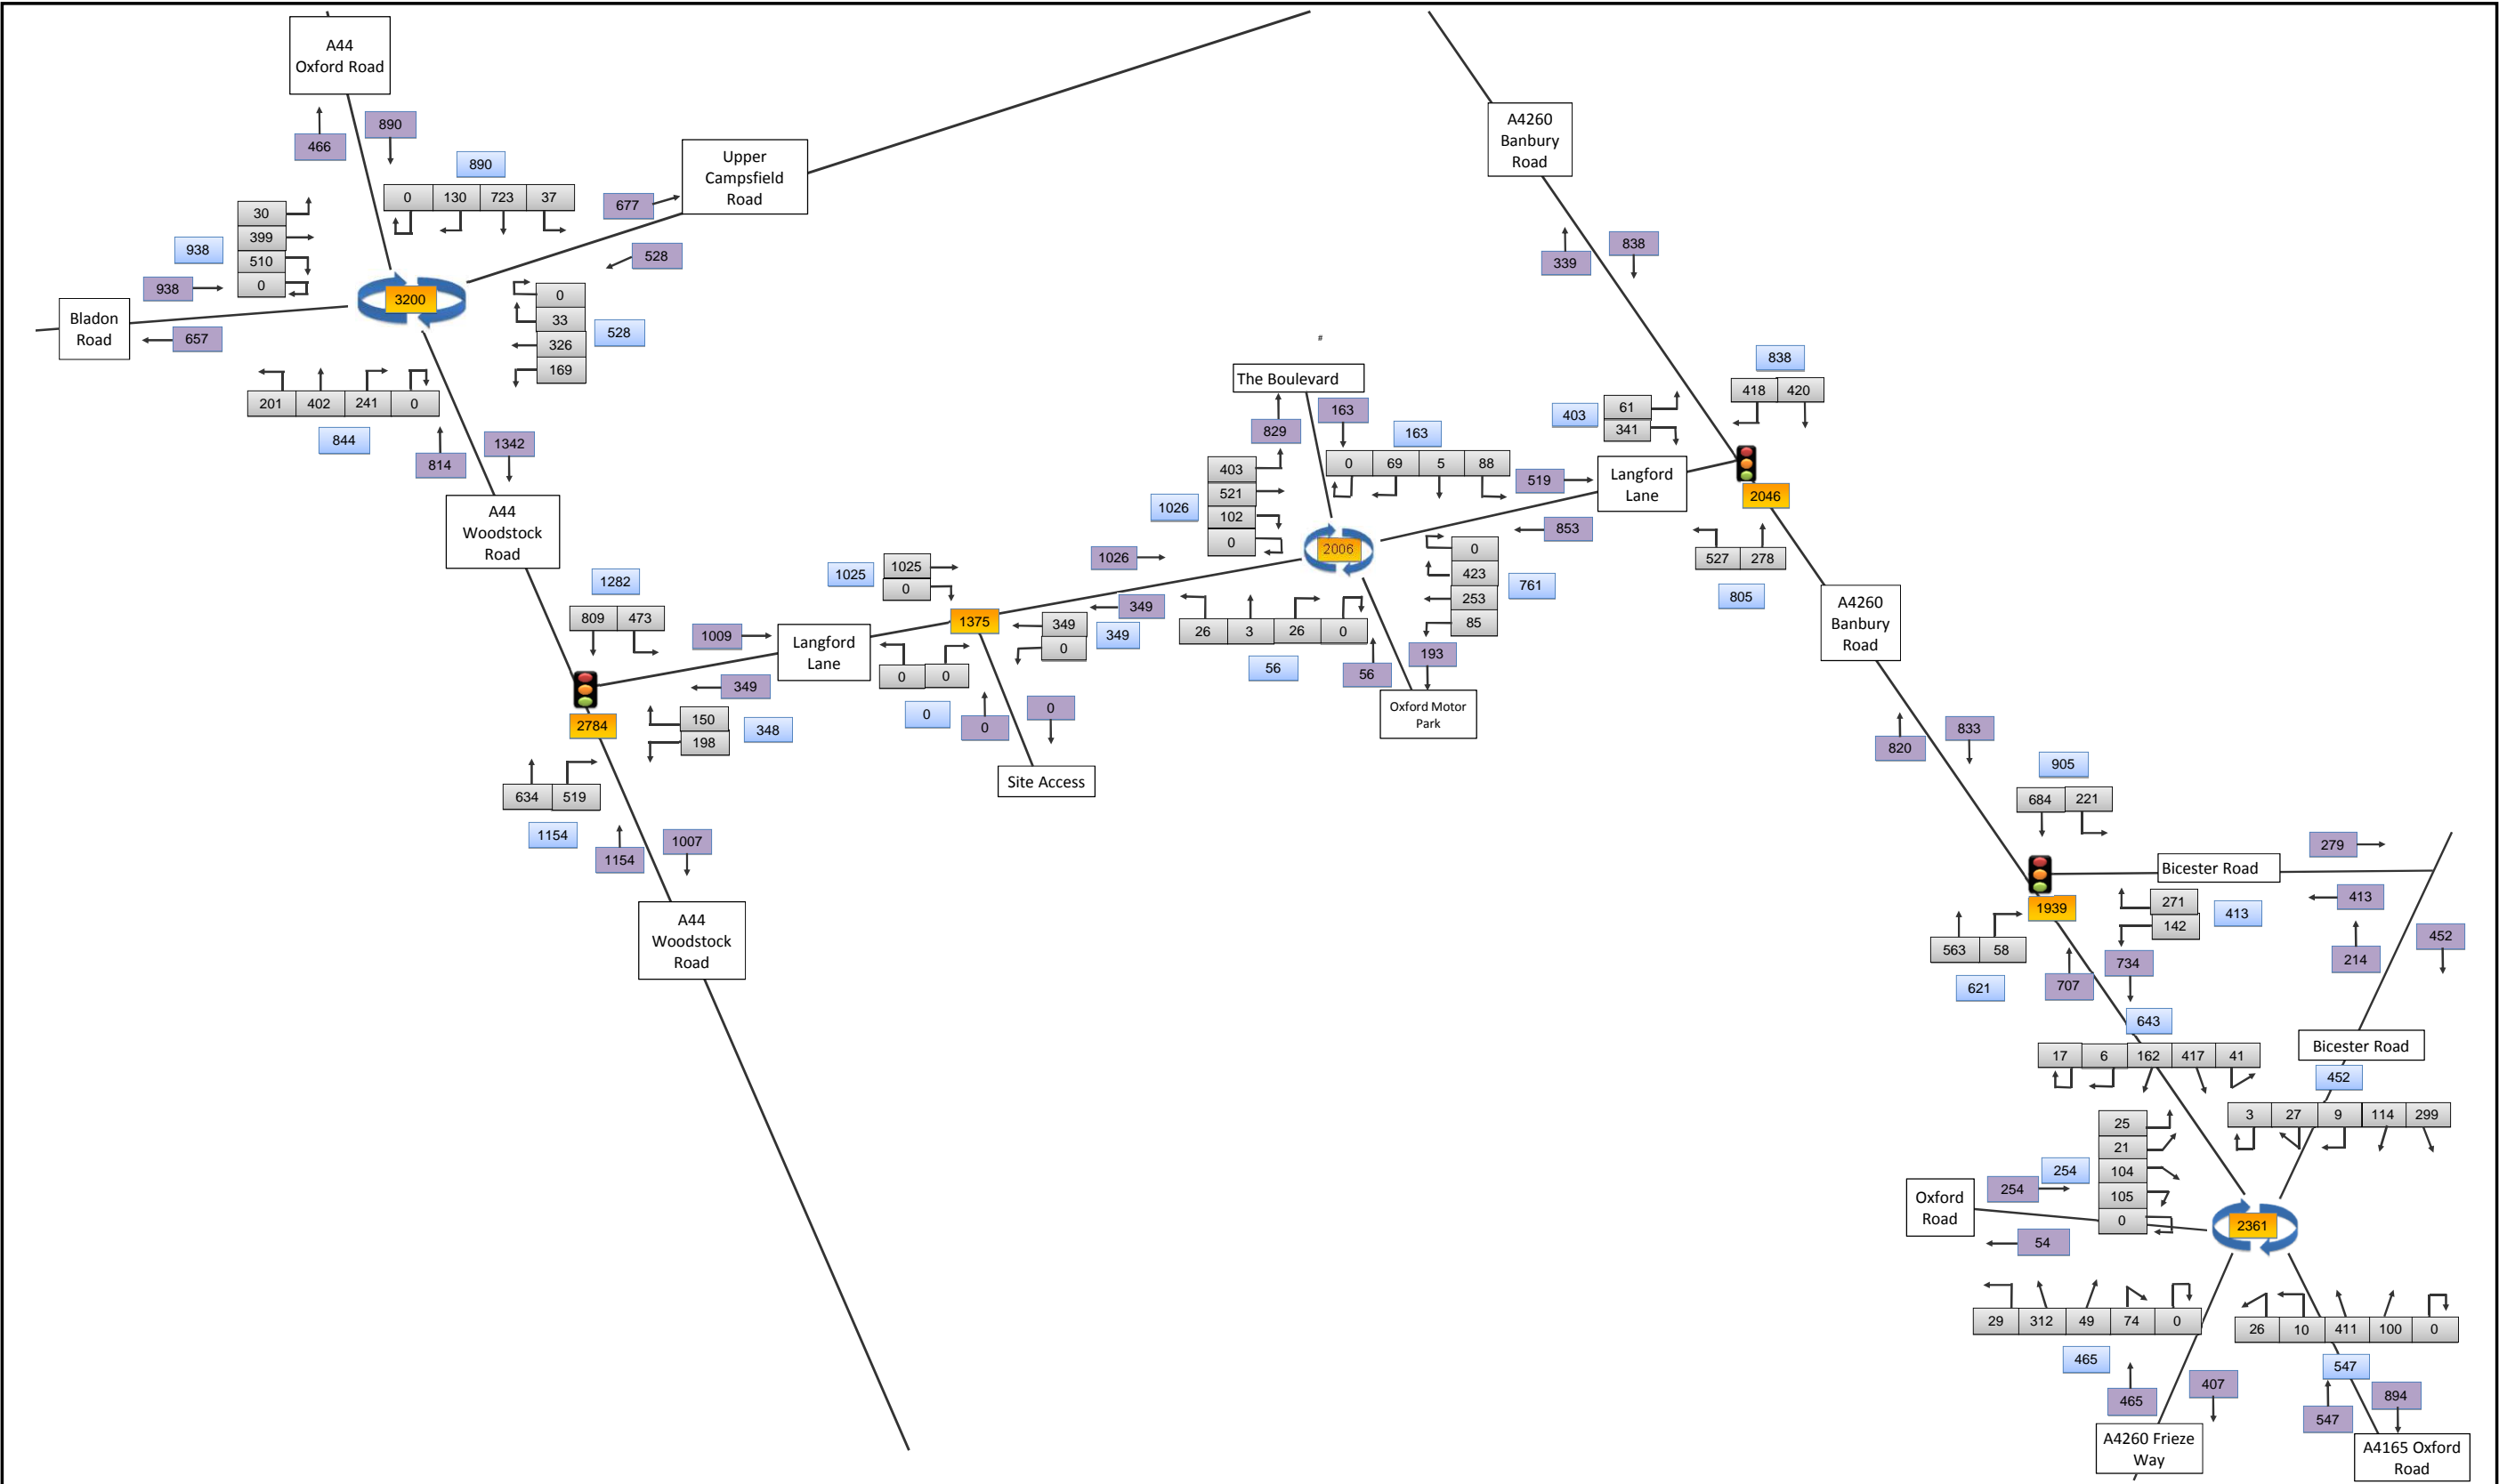 A44
Oxford Road
466
890
890
0 130 723 37
677
Upper
Campsfield
Road
528
30
399
510
0
938
938
Bladon
Road
657
3200
0
33
326
169
528
201 402 241 0
844
814
1342
A44
Woodstock
Road
1282
809 473
1009
Langford
Lane
349
2784
150
198
348
634 519
1154
1154
1007
A44
Woodstock
Road
1025
1025
0
1375
349
349
0
349
0 0
0
0
0
Site Access
1026
#
The Boulevard
829
163
163
0 69 5 88
403
521
102
0
1026
2006
0
423
253
85
761
26 3 26 0
56
56
193
Oxford Motor
Park
519
853
Langford
Lane
403
61
341
A4260
Banbury
Road
339
838
838
418 420
2046
527 278
805
A4260
Banbury
Road
820
833
905
684 221
279
Bicester Road
1939
271
142
413
413
563 58
621
707
734
214
452
643
17 6 162 417 41
Bicester Road
452
3 27 9 114 299
25
21
104
105
0
254
254
Oxford
Road
54
2361
29 312 49 74 0
465
465
407
A4260 Frieze
Way
26 10 411 100 0
547
547
894
A4165 Oxford
Road